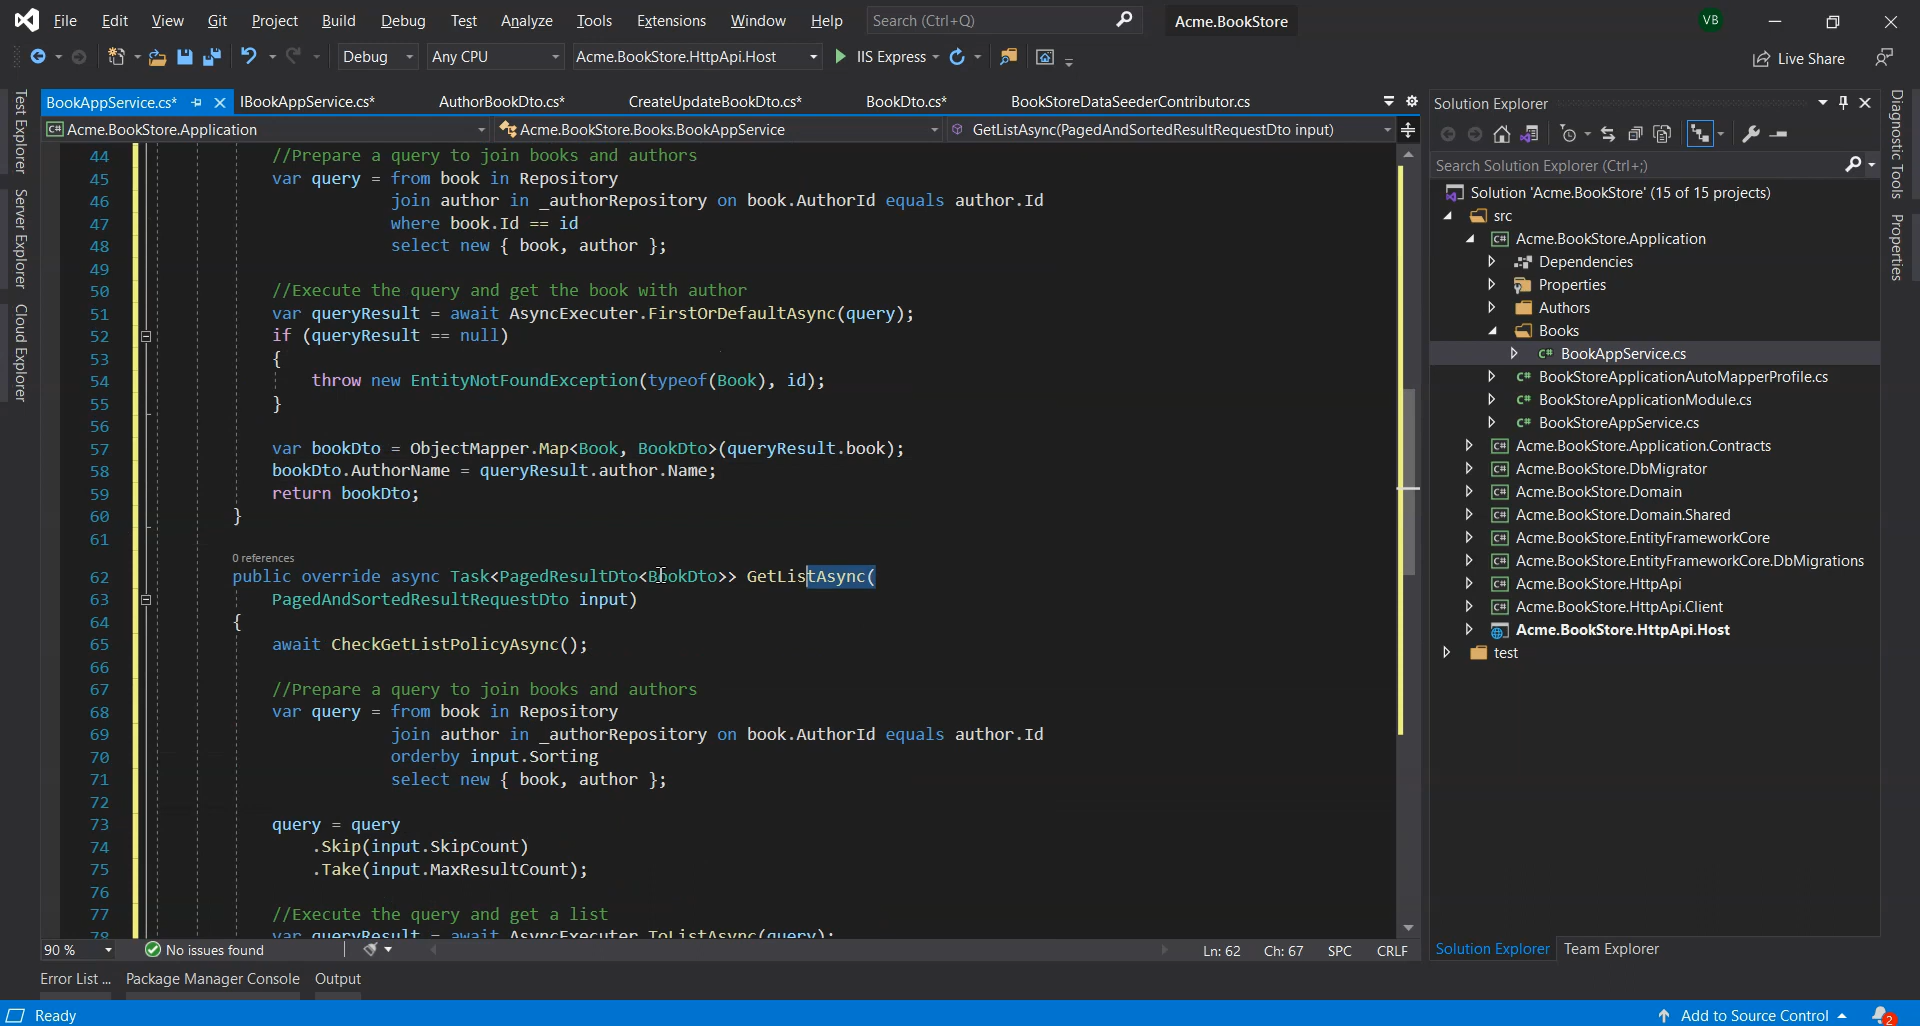 File Edit View Git Project Build Debug Test Analyze Tools Extensions Window Help Search (Ctrl+Q) Acme.BookStore VB
Debug Any CPU Acme.BookStore.HttpApi.Host IIS Express Live Share
Test Explorer
Server Explorer
Cloud Explorer
BookAppService.cs* IBookAppService.cs* AuthorBookDto.cs* CreateUpdateBookDto.cs* BookDto.cs* BookStoreDataSeederContributor.cs
Acme.BookStore.Application Acme.BookStore.Books.BookAppService GetListAsync(PagedAndSortedResultRequestDto input)
44 //Prepare a query to join books and authors
45 var query = from book in Repository
46 join author in _authorRepository on book.AuthorId equals author.Id
47 where book.Id == id
48 select new { book, author };
49
50 //Execute the query and get the book with author
51 var queryResult = await AsyncExecuter.FirstOrDefaultAsync(query);
52 if (queryResult == null)
53 {
54 throw new EntityNotFoundException(typeof(Book), id);
55 }
56
57 var bookDto = ObjectMapper.Map<Book, BookDto>(queryResult.book);
58 bookDto.AuthorName = queryResult.author.Name;
59 return bookDto;
60 }
61
0 references
62 public override async Task<PagedResultDto<BookDto>> GetListAsync(
63 PagedAndSortedResultRequestDto input)
64 {
65 await CheckGetListPolicyAsync();
66
67 //Prepare a query to join books and authors
68 var query = from book in Repository
69 join author in _authorRepository on book.AuthorId equals author.Id
70 orderby input.Sorting
71 select new { book, author };
72
73 query = query
74 .Skip(input.SkipCount)
75 .Take(input.MaxResultCount);
76
77 //Execute the query and get a list
78 var queryResult = await AsyncExecuter.ToListAsync(query);
90 % No issues found Ln: 62 Ch: 67 SPC CRLF
Error List ... Package Manager Console Output
Solution Explorer
Search Solution Explorer (Ctrl+;)
Solution 'Acme.BookStore' (15 of 15 projects)
src
C# Acme.BookStore.Application
Dependencies
Properties
Authors
Books
C# BookAppService.cs
C# BookStoreApplicationAutoMapperProfile.cs
C# BookStoreApplicationModule.cs
C# BookStoreAppService.cs
C# Acme.BookStore.Application.Contracts
C# Acme.BookStore.DbMigrator
C# Acme.BookStore.Domain
C# Acme.BookStore.Domain.Shared
C# Acme.BookStore.EntityFrameworkCore
C# Acme.BookStore.EntityFrameworkCore.DbMigrations
C# Acme.BookStore.HttpApi
C# Acme.BookStore.HttpApi.Client
Acme.BookStore.HttpApi.Host
test
Solution Explorer Team Explorer
Diagnostic Tools
Properties
Ready Add to Source Control 2